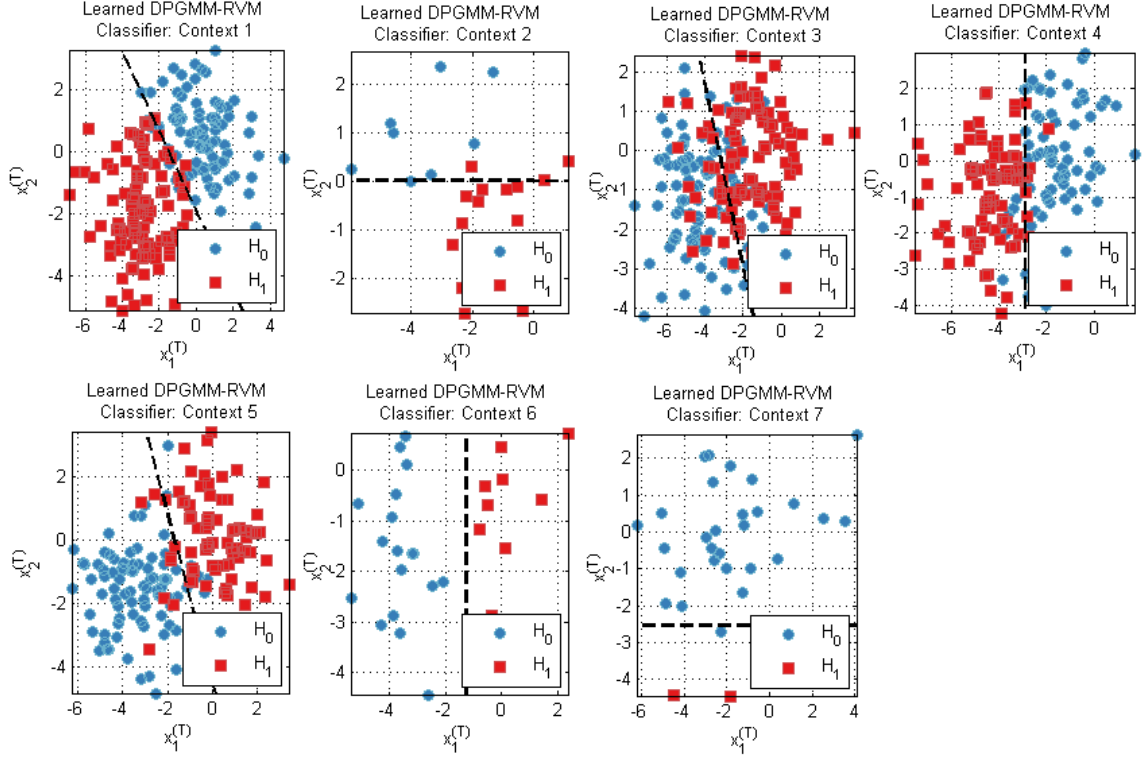 Learned DPGMM-RVM
Classifier: Context 1
2
0
-2
-4
-6 -4 -2 0 2 4
x₂⁽ᵀ⁾
x₁⁽ᵀ⁾
H₀
H₁
Learned DPGMM-RVM
Classifier: Context 2
2
1
0
-1
-2
-4 -2 0
x₂⁽ᵀ⁾
x₁⁽ᵀ⁾
H₀
H₁
Learned DPGMM-RVM
Classifier: Context 3
2
1
0
-1
-2
-3
-4
-6 -4 -2 0 2
x₂⁽ᵀ⁾
x₁⁽ᵀ⁾
H₀
H₁
Learned DPGMM-RVM
Classifier: Context 4
2
1
0
-1
-2
-3
-4
-6 -4 -2 0
x₂⁽ᵀ⁾
x₁⁽ᵀ⁾
H₀
H₁
Learned DPGMM-RVM
Classifier: Context 5
2
0
-2
-4
-6 -4 -2 0 2
x₂⁽ᵀ⁾
x₁⁽ᵀ⁾
H₀
H₁
Learned DPGMM-RVM
Classifier: Context 6
0
-1
-2
-3
-4
-4 -2 0 2
x₂⁽ᵀ⁾
x₁⁽ᵀ⁾
H₀
H₁
Learned DPGMM-RVM
Classifier: Context 7
2
1
0
-1
-2
-3
-4
-6 -4 -2 0 2 4
x₂⁽ᵀ⁾
x₁⁽ᵀ⁾
H₀
H₁